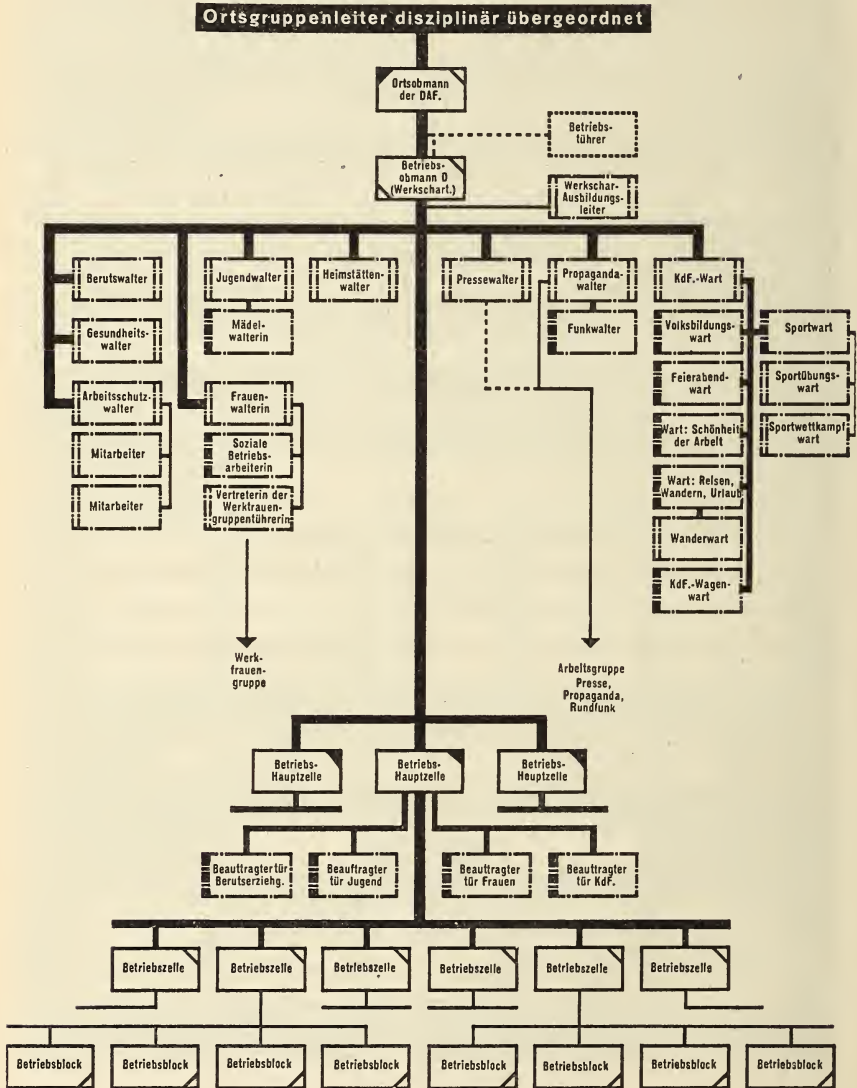 Ortsgruppenleiter disziplinär übergeordnet
Ortsobmann
der DAF.
Betriebs-
führer
Betriebs-
obmann D
(Werkschart.)
Werkschar-
Ausbildungs-
leiter
Berufswalter
Jugendwalter
Heimstätten-
walter
Pressewalter
Propaganda-
walter
KdF.-Wart
Gesundheits-
walter
Mädel-
walterin
Funkwalter
Volksbildungs-
wart
Sportwart
Arbeitsschutz-
walter
Frauen-
walterin
Feierabend-
wart
Sportübungs-
wart
Mitarbeiter
Soziale
Betriebs-
arbeiterin
Wart: Schönheit
der Arbeit
Sportwettkampf
wart
Mitarbeiter
Vertreterin der
Werkfrauen-
gruppenführerin
Wart: Reisen,
Wandern, Urlaub
Wanderwart
KdF.-Wagen-
wart
Werk-
frauen-
gruppe
Arbeitsgruppe
Presse,
Propaganda,
Rundfunk
Betriebs-
Hauptzelle
Betriebs-
Hauptzelle
Betriebs-
Hauptzelle
Beauftragter für
Berufserziehg.
Beauftragter
für Jugend
Beauftragter
für Frauen
Beauftragter
für KdF.
Betriebszelle
Betriebszelle
Betriebszelle
Betriebszelle
Betriebszelle
Betriebszelle
Betriebsblock
Betriebsblock
Betriebsblock
Betriebsblock
Betriebsblock
Betriebsblock
Betriebsblock
Betriebsblock